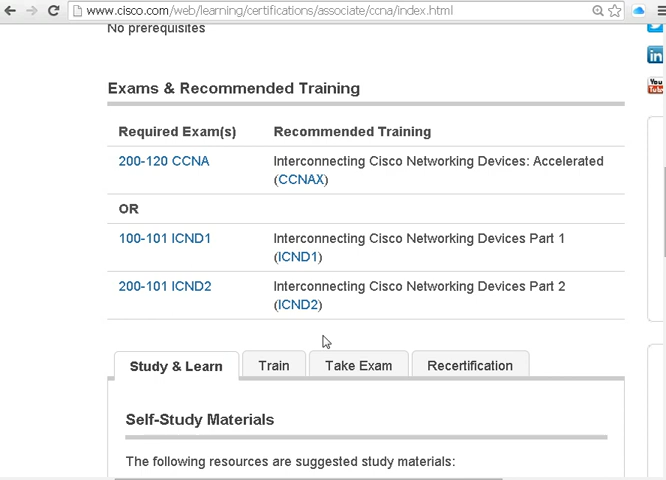 www.cisco.com/web/learning/certifications/associate/ccna/index.html
No prerequisites
in
You
Tube
Exams & Recommended Training
Required Exam(s) Recommended Training
200-120 CCNA Interconnecting Cisco Networking Devices: Accelerated
(CCNAX)
OR
100-101 ICND1 Interconnecting Cisco Networking Devices Part 1
(ICND1)
200-101 ICND2 Interconnecting Cisco Networking Devices Part 2
(ICND2)
Study & Learn Train Take Exam Recertification
Self-Study Materials
The following resources are suggested study materials: